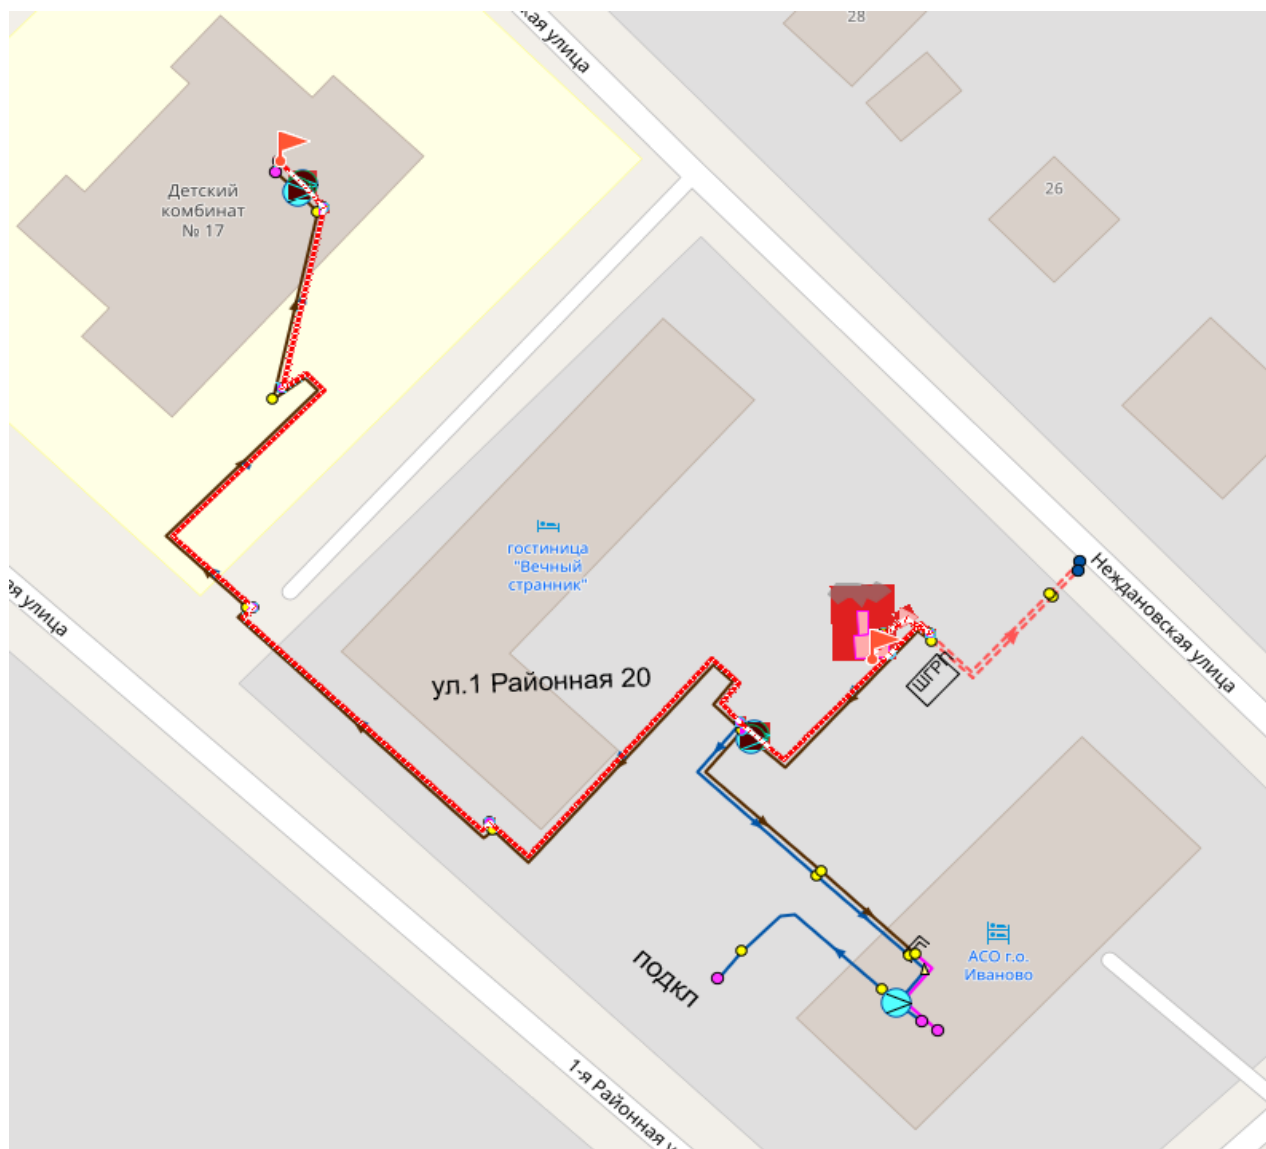 28
кая улица
26
Детский
комбинат
№ 17
гостиница
"Вечный
странник"
Неждановская улица
ая улица
ШГРП
ул.1 Районная 20
АСО г.о.
Иваново
подкл
1-я Районная у